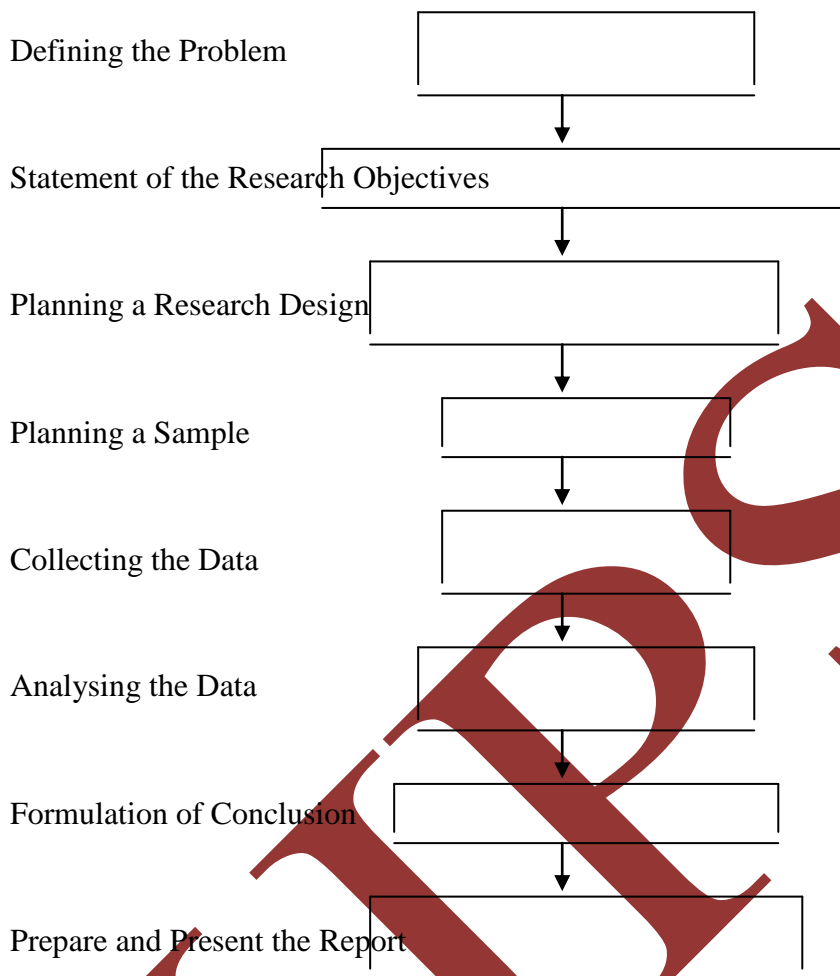 Defining the Problem
Statement of the Research Objectives
Planning a Research Design
Planning a Sample
Collecting the Data
Analysing the Data
Formulation of Conclusion
Prepare and Present the Report